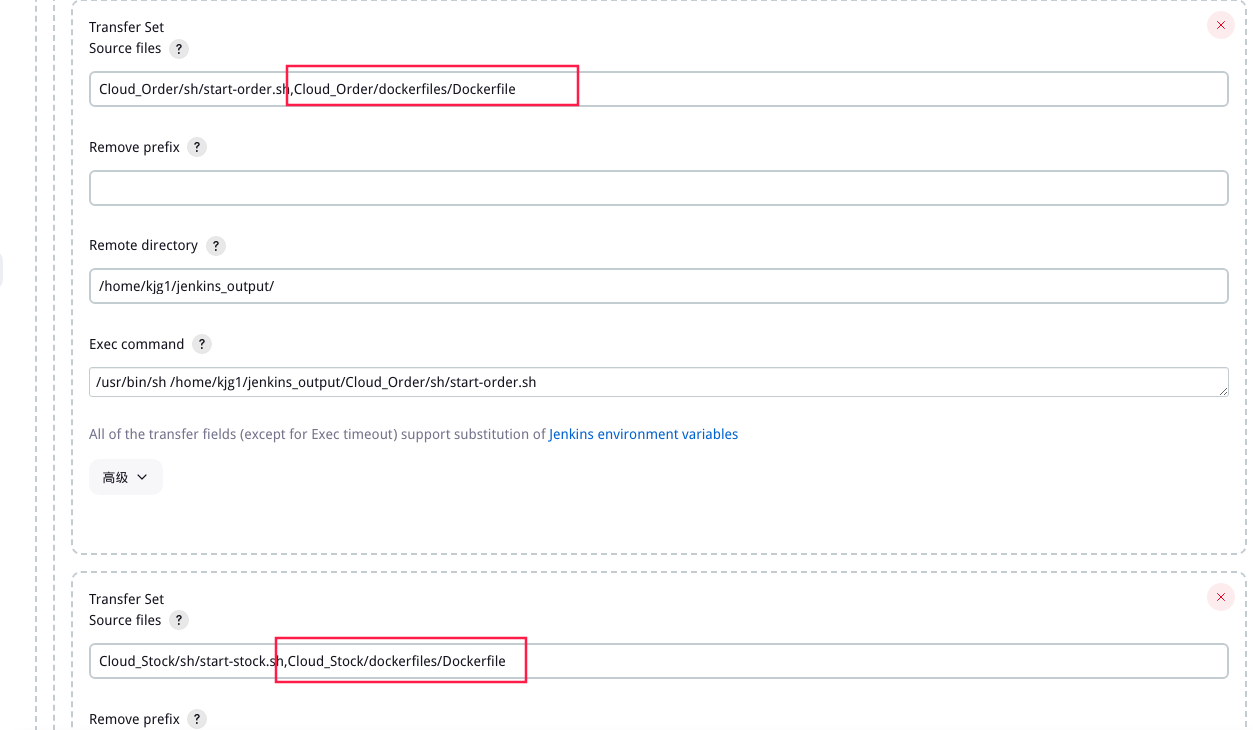 Transfer Set
Source files ?
Cloud_Order/sh/start-order.sh,Cloud_Order/dockerfiles/Dockerfile
Remove prefix ?
Remote directory ?
/home/kjg1/jenkins_output/
Exec command ?
/usr/bin/sh /home/kjg1/jenkins_output/Cloud_Order/sh/start-order.sh
All of the transfer fields (except for Exec timeout) support substitution of Jenkins environment variables
高级
Transfer Set
Source files ?
Cloud_Stock/sh/start-stock.sh,Cloud_Stock/dockerfiles/Dockerfile
Remove prefix ?